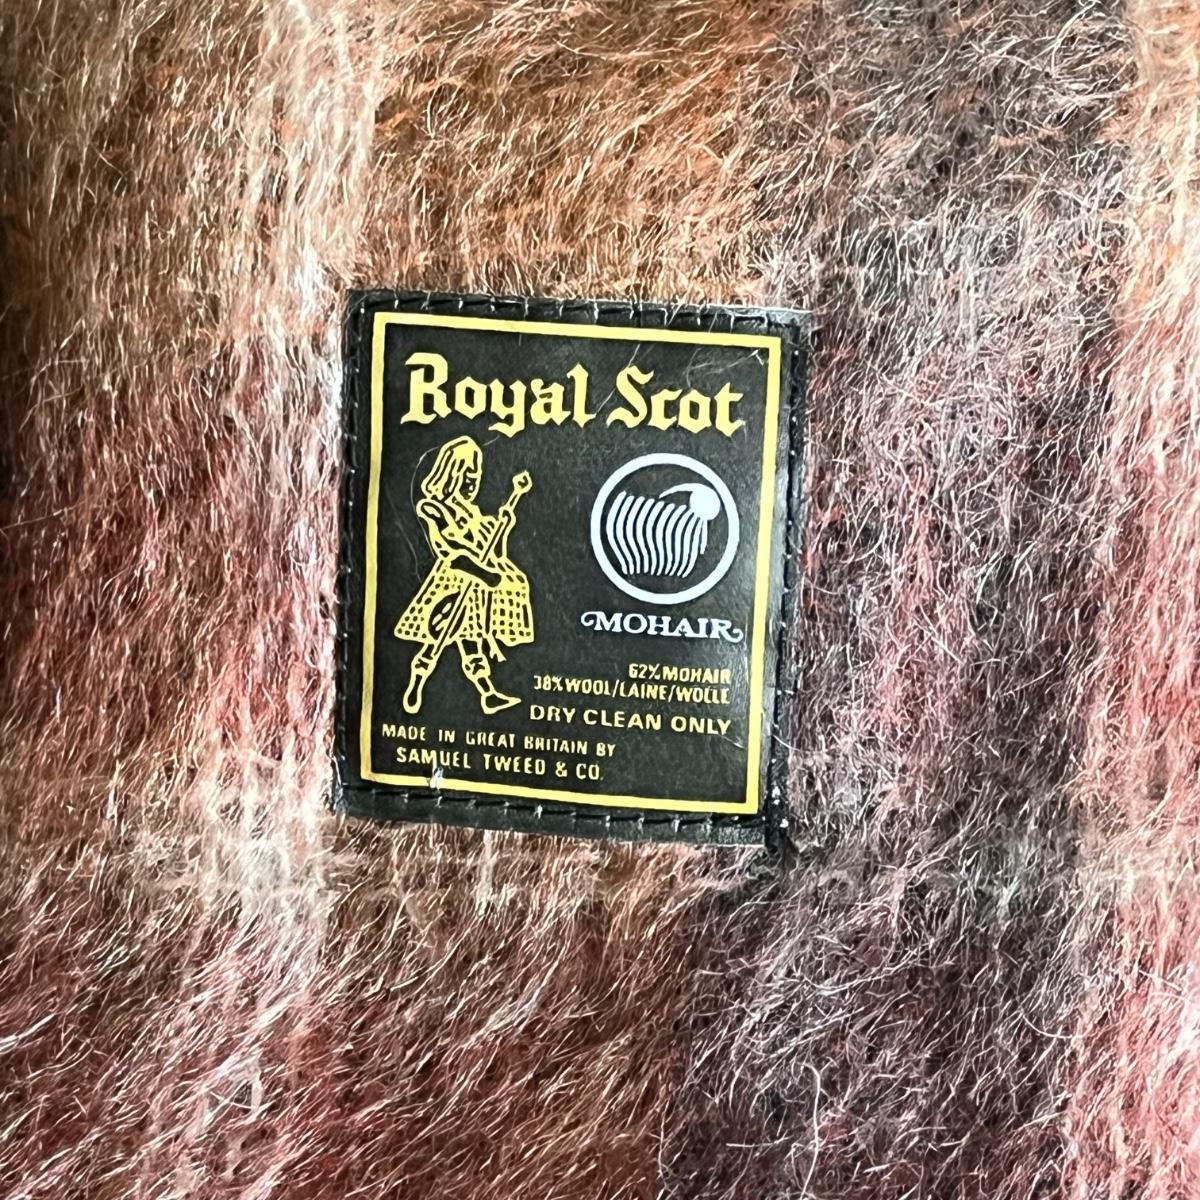 Royal Scot
MOHAIR
62% MOHAIR
38% WOOL/LAINE/WOLLE
DRY CLEAN ONLY
MADE IN GREAT BRITAIN BY
SAMUEL TWEED & CO.